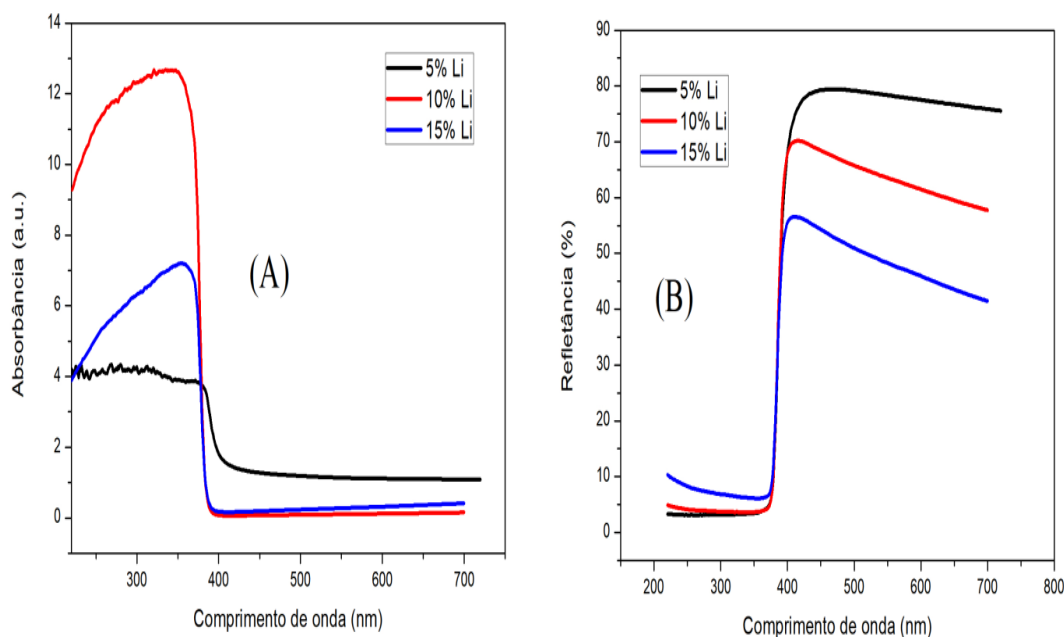 14
12
10
8
6
4
2
0
Absorbância (a.u.)
5% Li
10% Li
15% Li
(A)
300 400 500 600 700
Comprimento de onda (nm)
90
80
70
60
50
40
30
20
10
0
Refletância (%)
5% Li
10% Li
15% Li
(B)
200 300 400 500 600 700 800
Comprimento de onda (nm)